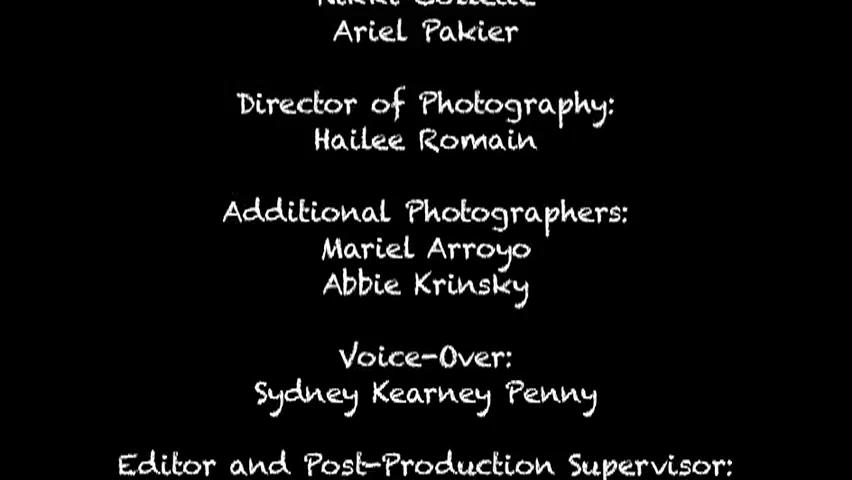 Ariel Pakier
Director of Photography:
Hailee Romain
Additional Photographers:
Mariel Arroyo
Abbie Krinsky
Voice-Over:
Sydney Kearney Penny
Editor and Post-Production Supervisor: